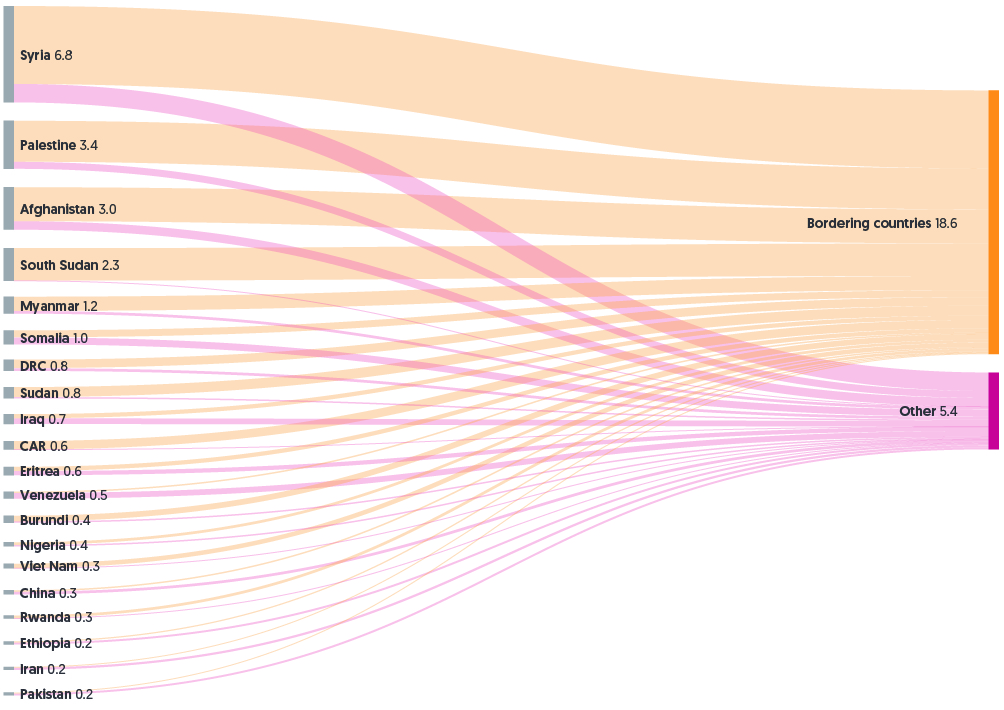 Syria 6.8
Palestine 3.4
Afghanistan 3.0
Bordering countries 18.6
South Sudan 2.3
Myanmar 1.2
Somalia 1.0
DRC 0.8
Sudan 0.8
Other 5.4
Iraq 0.7
CAR 0.6
Eritrea 0.6
Venezuela 0.5
Burundi 0.4
Nigeria 0.4
Viet Nam 0.3
China 0.3
Rwanda 0.3
Ethiopia 0.2
Iran 0.2
Pakistan 0.2